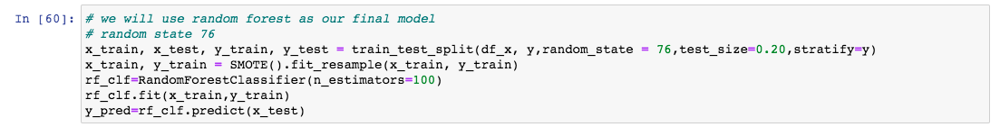 In [60]: # we will use random forest as our final model
# random state 76
x_train, x_test, y_train, y_test = train_test_split(df_x, y,random_state = 76,test_size=0.20,stratify=y)
x_train, y_train = SMOTE().fit_resample(x_train, y_train)
rf_clf=RandomForestClassifier(n_estimators=100)
rf_clf.fit(x_train,y_train)
y_pred=rf_clf.predict(x_test)